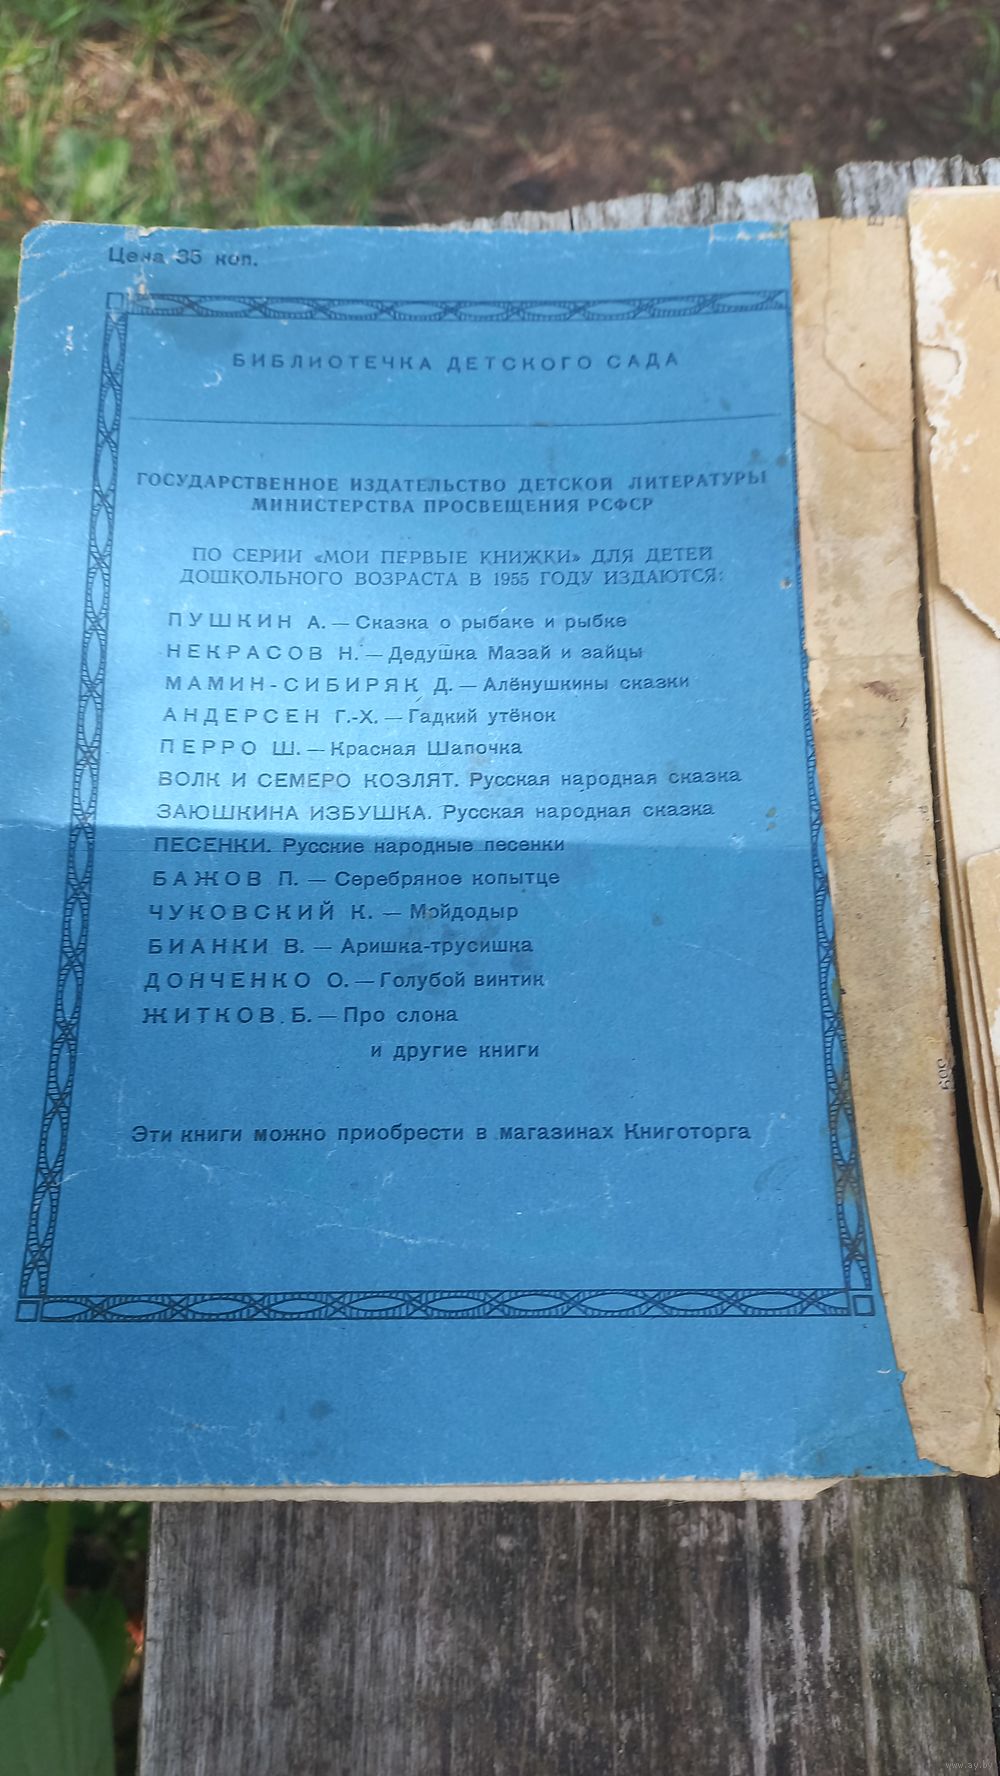 Цена 35 коп.
БИБЛИОТЕЧКА ДЕТСКОГО САДА
ГОСУДАРСТВЕННОЕ ИЗДАТЕЛЬСТВО ДЕТСКОЙ ЛИТЕРАТУРЫ
МИНИСТЕРСТВА ПРОСВЕЩЕНИЯ РСФСР
ПО СЕРИИ «МОИ ПЕРВЫЕ КНИЖКИ» ДЛЯ ДЕТЕЙ
ДОШКОЛЬНОГО ВОЗРАСТА В 1955 ГОДУ ИЗДАЮТСЯ:
ПУШКИН А. — Сказка о рыбаке и рыбке
НЕКРАСОВ Н. — Дедушка Мазай и зайцы
МАМИН-СИБИРЯК Д. — Алёнушкины сказки
АНДЕРСЕН Г.-Х. — Гадкий утёнок
ПЕРРО Ш. — Красная Шапочка
ВОЛК И СЕМЕРО КОЗЛЯТ. Русская народная сказка
ЗАЮШКИНА ИЗБУШКА. Русская народная сказка
ПЕСЕНКИ. Русские народные песенки
БАЖОВ П. — Серебряное копытце
ЧУКОВСКИЙ К. — Мойдодыр
БИАНКИ В. — Аришка-трусишка
ДОНЧЕНКО О. — Голубой винтик
ЖИТКОВ Б. — Про слона
и другие книги
Эти книги можно приобрести в магазинах Книготорга
www.ay.by